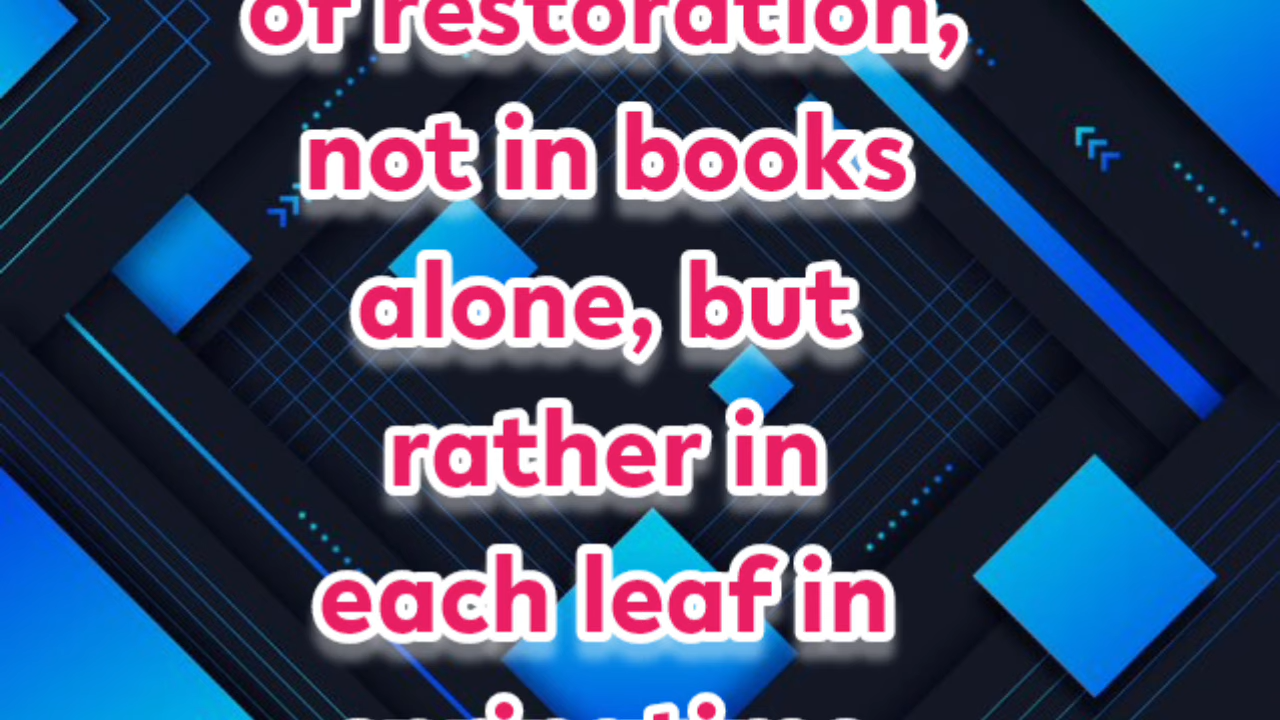 of restoration,
not in books
alone, but
rather in
each leaf in